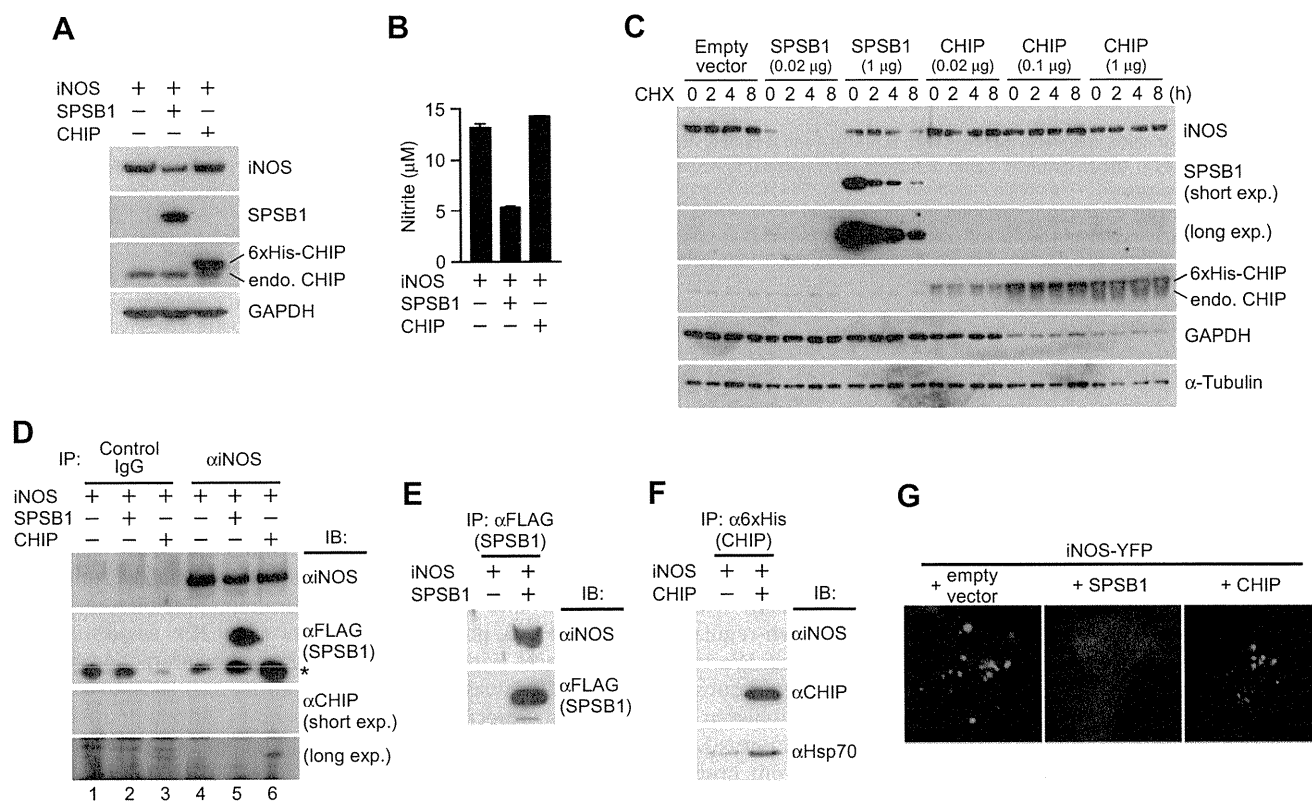 A
iNOS + + +
SPSB1 − + −
CHIP − − +
iNOS
SPSB1
6xHis-CHIP
endo. CHIP
GAPDH
B
Nitrite (μM)
15
10
5
0
iNOS + + +
SPSB1 − + −
CHIP − − +
C
Empty vector
SPSB1 (0.02 μg)
SPSB1 (1 μg)
CHIP (0.02 μg)
CHIP (0.1 μg)
CHIP (1 μg)
CHX 0 2 4 8 0 2 4 8 0 2 4 8 0 2 4 8 0 2 4 8 0 2 4 8 (h)
iNOS
SPSB1
(short exp.)
(long exp.)
6xHis-CHIP
endo. CHIP
GAPDH
α-Tubulin
D
IP: Control IgG αiNOS
iNOS + + + + + +
SPSB1 − + − − + −
CHIP − − + − − +
IB:
αiNOS
αFLAG
(SPSB1)
*
αCHIP
(short exp.)
(long exp.)
1 2 3 4 5 6
E
IP: αFLAG
(SPSB1)
iNOS + +
SPSB1 − +
IB:
αiNOS
αFLAG
(SPSB1)
F
IP: α6xHis
(CHIP)
iNOS + +
CHIP − +
IB:
αiNOS
αCHIP
αHsp70
G
iNOS-YFP
+ empty vector
+ SPSB1
+ CHIP